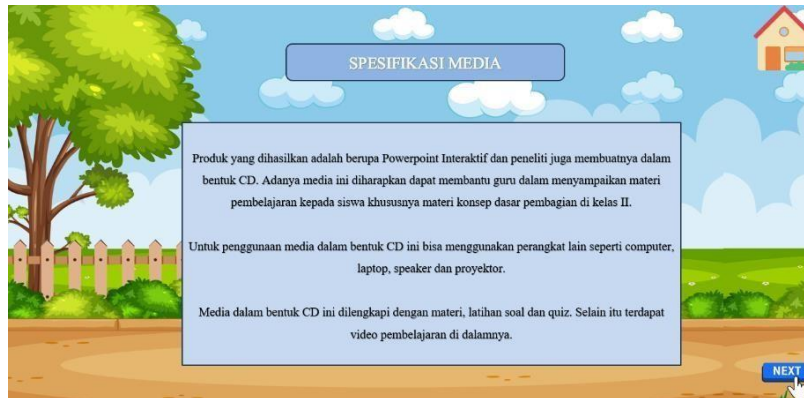 SPESIFIKASI MEDIA
Produk yang dihasilkan adalah berupa Powerpoint Interaktif dan peneliti juga membuatnya dalam
bentuk CD. Adanya media ini diharapkan dapat membantu guru dalam menyampaikan materi
pembelajaran kepada siswa khususnya materi konsep dasar pembagian di kelas II.
Untuk penggunaan media dalam bentuk CD ini bisa menggunakan perangkat lain seperti computer,
laptop, speaker dan proyektor.
Media dalam bentuk CD ini dilengkapi dengan materi, latihan soal dan quiz. Selain itu terdapat
video pembelajaran di dalamnya.
NEXT